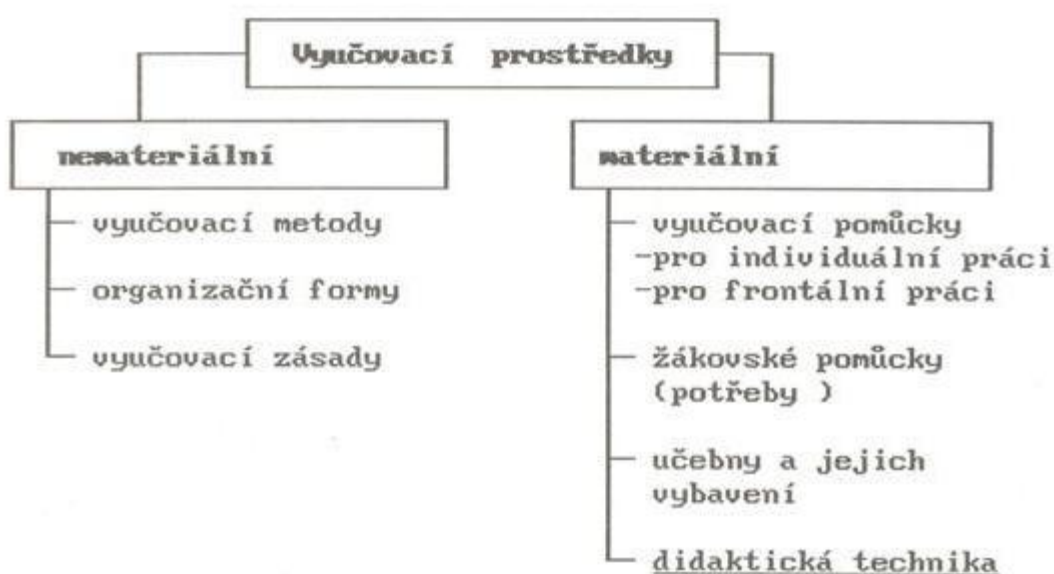 Vyučovací prostředky
nemateriální
vyučovací metody
organizační formy
vyučovací zásady
materiální
vyučovací pomůcky
-pro individuální práci
-pro frontální práci
žákovské pomůcky
(potřeby )
učebny a jejich
vybavení
didaktická technika